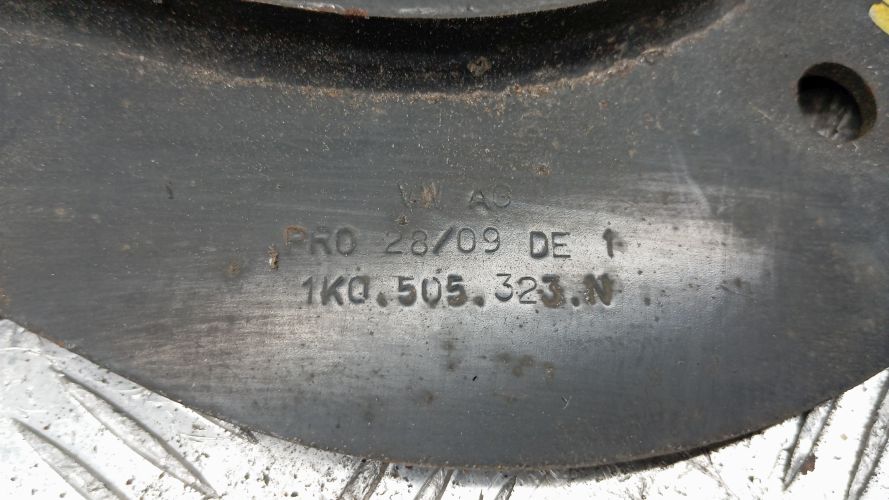 VW AG
PRO 28/09 DE 1
1K0.505.323.N